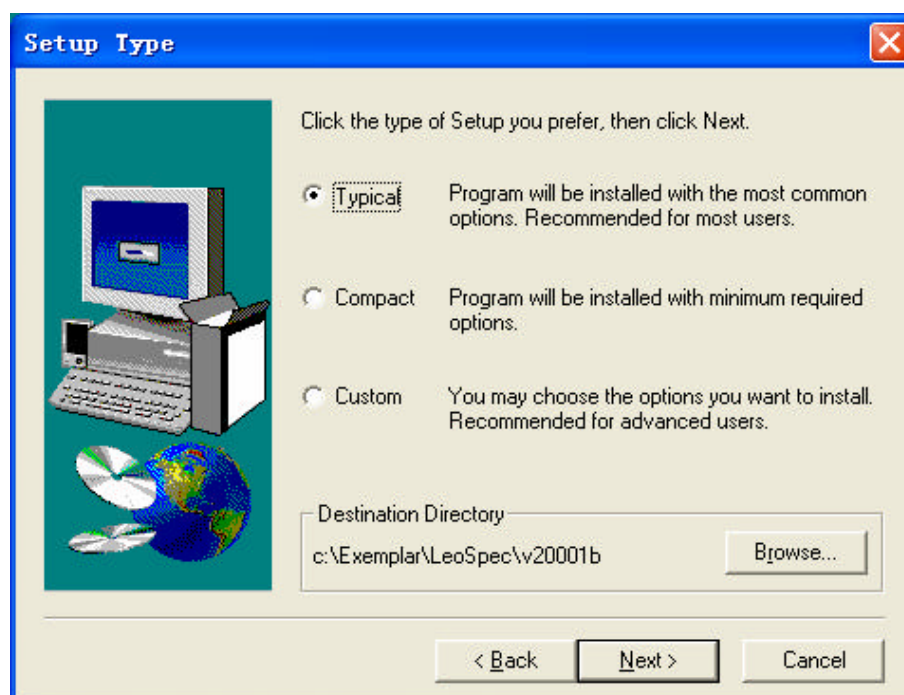 Setup Type
Click the type of Setup you prefer, then click Next.
Typical
Program will be installed with the most common
options. Recommended for most users.
Compact
Program will be installed with minimum required
options.
Custom
You may choose the options you want to install.
Recommended for advanced users.
Destination Directory
c:\Exemplar\LeoSpec\v20001b
Browse...
< Back
Next >
Cancel